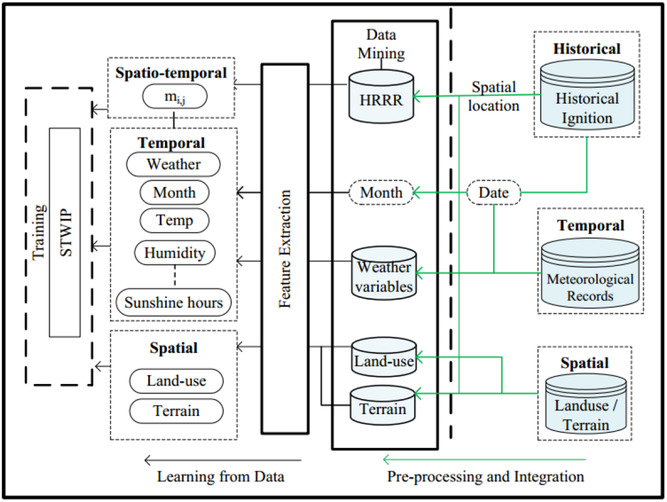 Data
Mining
HRRR
Month
Weather
variables
Land-use
Terrain
Spatial
location
Date
Historical
Historical
Ignition
Temporal
Meteorological
Records
Spatial
Landuse /
Terrain
Feature Extraction
Spatio-temporal
mi,j
Temporal
Weather
Month
Temp
Humidity
Sunshine hours
Spatial
Land-use
Terrain
Training
STWIP
Learning from Data
Pre-processing and Integration